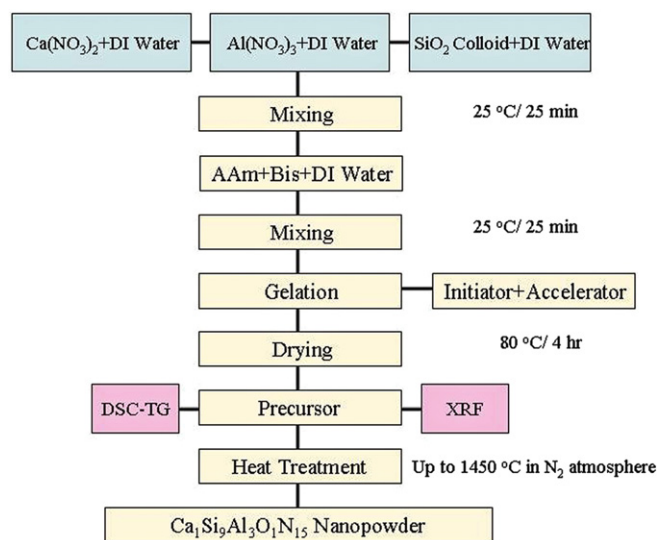 Ca(NO₃)₂+DI Water
Al(NO₃)₃+DI Water
SiO₂ Colloid+DI Water
Mixing
25 °C/ 25 min
AAm+Bis+DI Water
Mixing
25 °C/ 25 min
Gelation
Initiator+Accelerator
Drying
80 °C/ 4 hr
DSC-TG
Precursor
XRF
Heat Treatment
Up to 1450 °C in N₂ atmosphere
Ca₁Si₉Al₃O₁N₁₅ Nanopowder